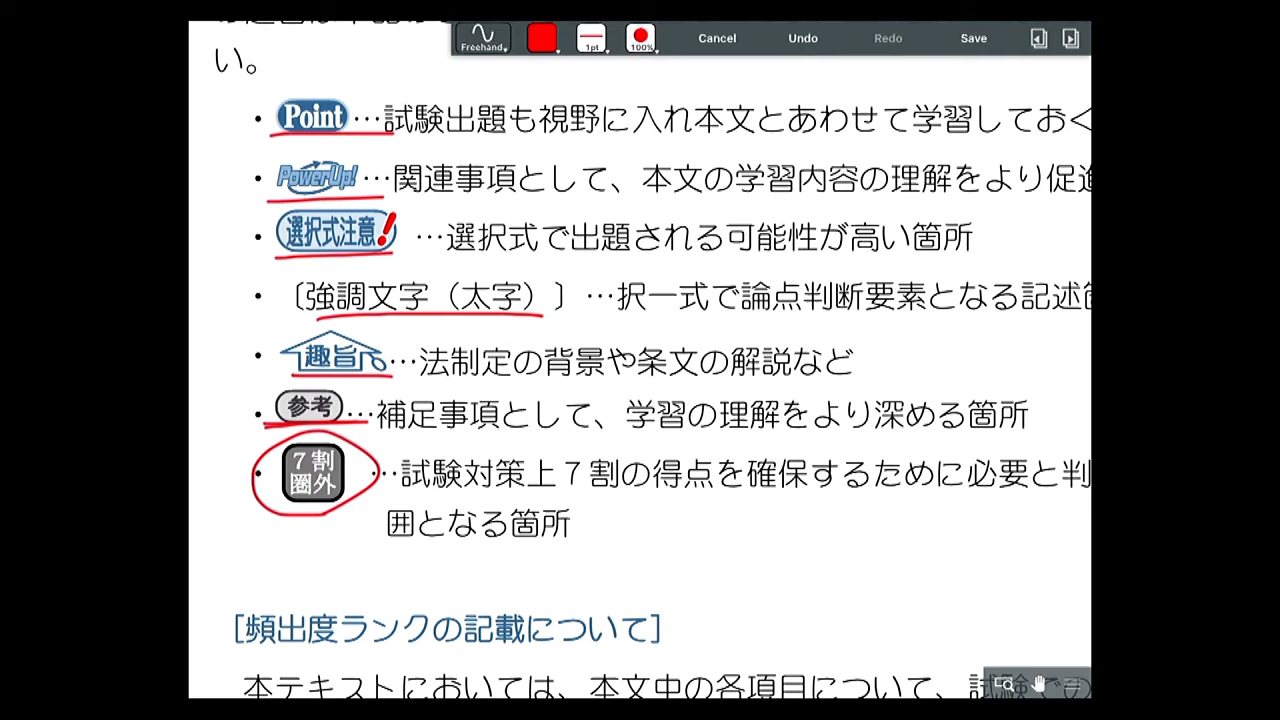 Freehand 1pt 100% Cancel Undo Redo Save
い。
・Point…試験出題も視野に入れ本文とあわせて学習しておく
・PowerUp!…関連事項として、本文の学習内容の理解をより促進
・選択式注意！…選択式で出題される可能性が高い箇所
・〔強調文字（太字）〕…択一式で論点判断要素となる記述箇
・趣旨…法制定の背景や条文の解説など
・参考…補足事項として、学習の理解をより深める箇所
・7割圏外…試験対策上７割の得点を確保するために必要と判
囲となる箇所
［頻出度ランクの記載について］
本テキストにおいては、本文中の各項目について、試験での